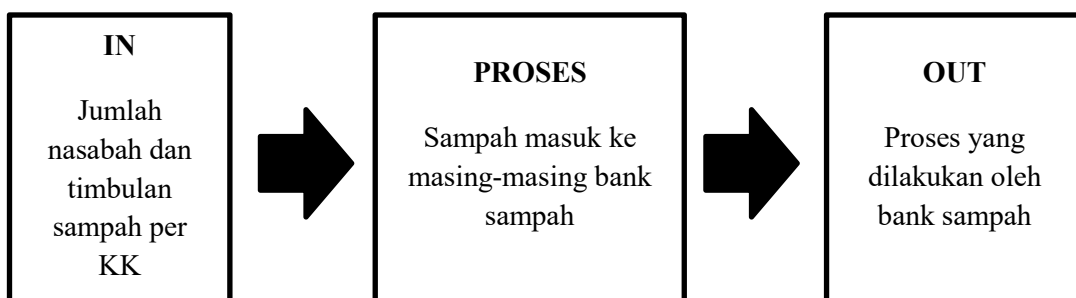 IN
Jumlah
nasabah dan
timbulan
sampah per
KK
PROSES
Sampah masuk ke
masing-masing bank
sampah
OUT
Proses yang
dilakukan oleh
bank sampah